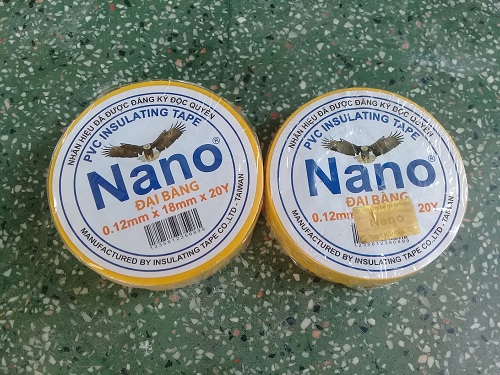 NHÃN HIỆU ĐÃ ĐƯỢC ĐĂNG KÝ ĐỘC QUYỀN
PVC INSULATING TAPE
Nano®
ĐẠI BÀNG
0.12mm x 18mm x 20Y
MANUFACTURED BY INSULATING TAPE CO.,LTD - TAIWAN
NHÃN HIỆU ĐÃ ĐƯỢC ĐĂNG KÝ ĐỘC QUYỀN
PVC INSULATING TAPE
Nano®
ĐẠI BÀNG
0.12mm 20Y
Nano
MANUFACTURED BY INSULATING TAPE CO.,LTD